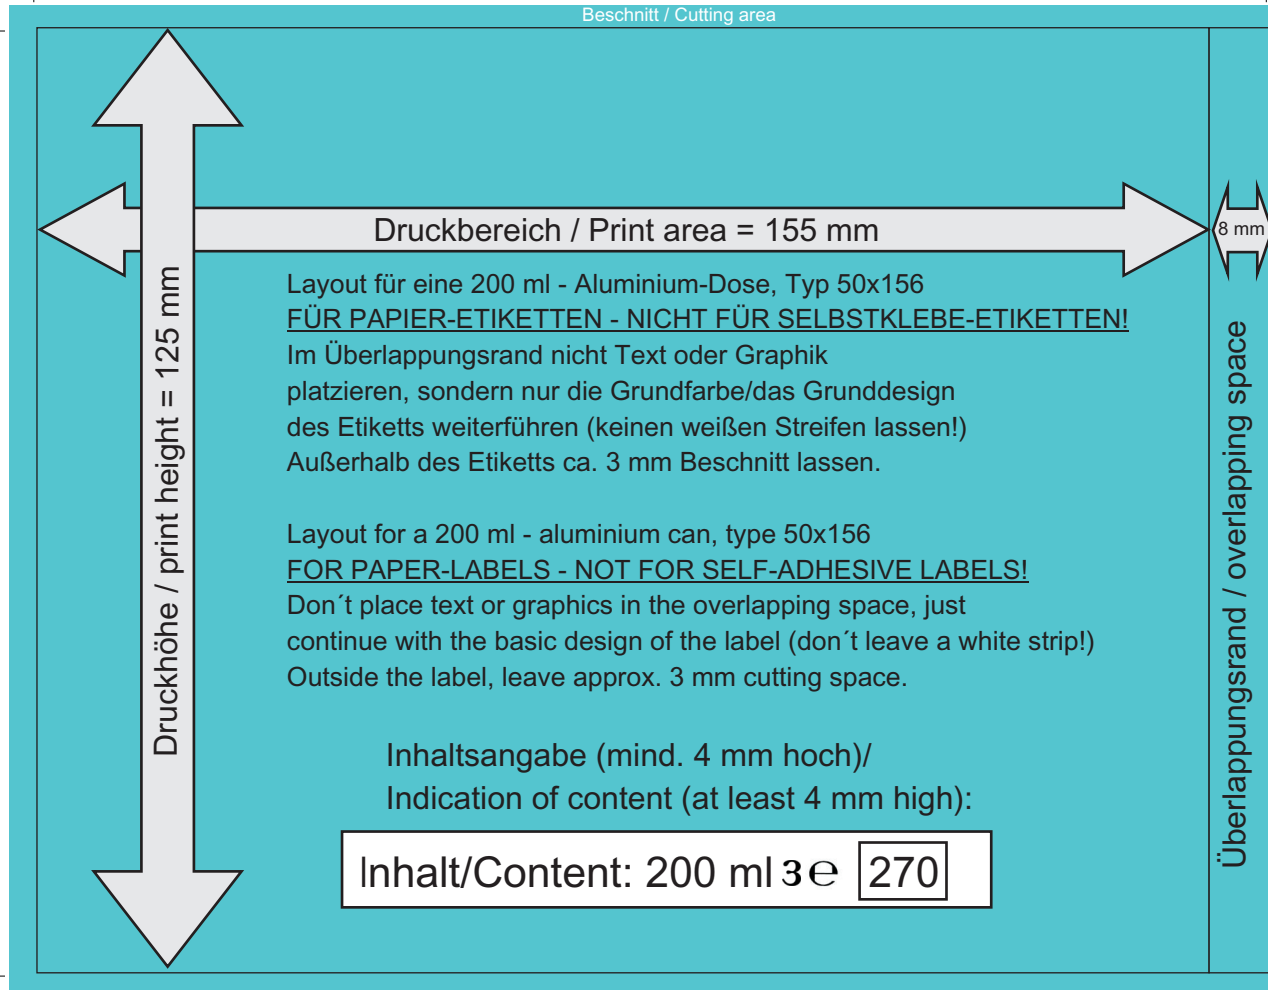 Beschnitt / Cutting area
Druckbereich / Print area = 155 mm
8 mm
Druckhöhe / print height = 125 mm
Layout für eine 200 ml - Aluminium-Dose, Typ 50x156
FÜR PAPIER-ETIKETTEN - NICHT FÜR SELBSTKLEBE-ETIKETTEN!
Im Überlappungsrand nicht Text oder Graphik
platzieren, sondern nur die Grundfarbe/das Grunddesign
des Etiketts weiterführen (keinen weißen Streifen lassen!)
Außerhalb des Etiketts ca. 3 mm Beschnitt lassen.
Layout for a 200 ml - aluminium can, type 50x156
FOR PAPER-LABELS - NOT FOR SELF-ADHESIVE LABELS!
Don´t place text or graphics in the overlapping space, just
continue with the basic design of the label (don´t leave a white strip!)
Outside the label, leave approx. 3 mm cutting space.
Inhaltsangabe (mind. 4 mm hoch)/
Indication of content (at least 4 mm high):
Inhalt/Content: 200 ml 3 ℮ 270
Überlappungsrand / overlapping space